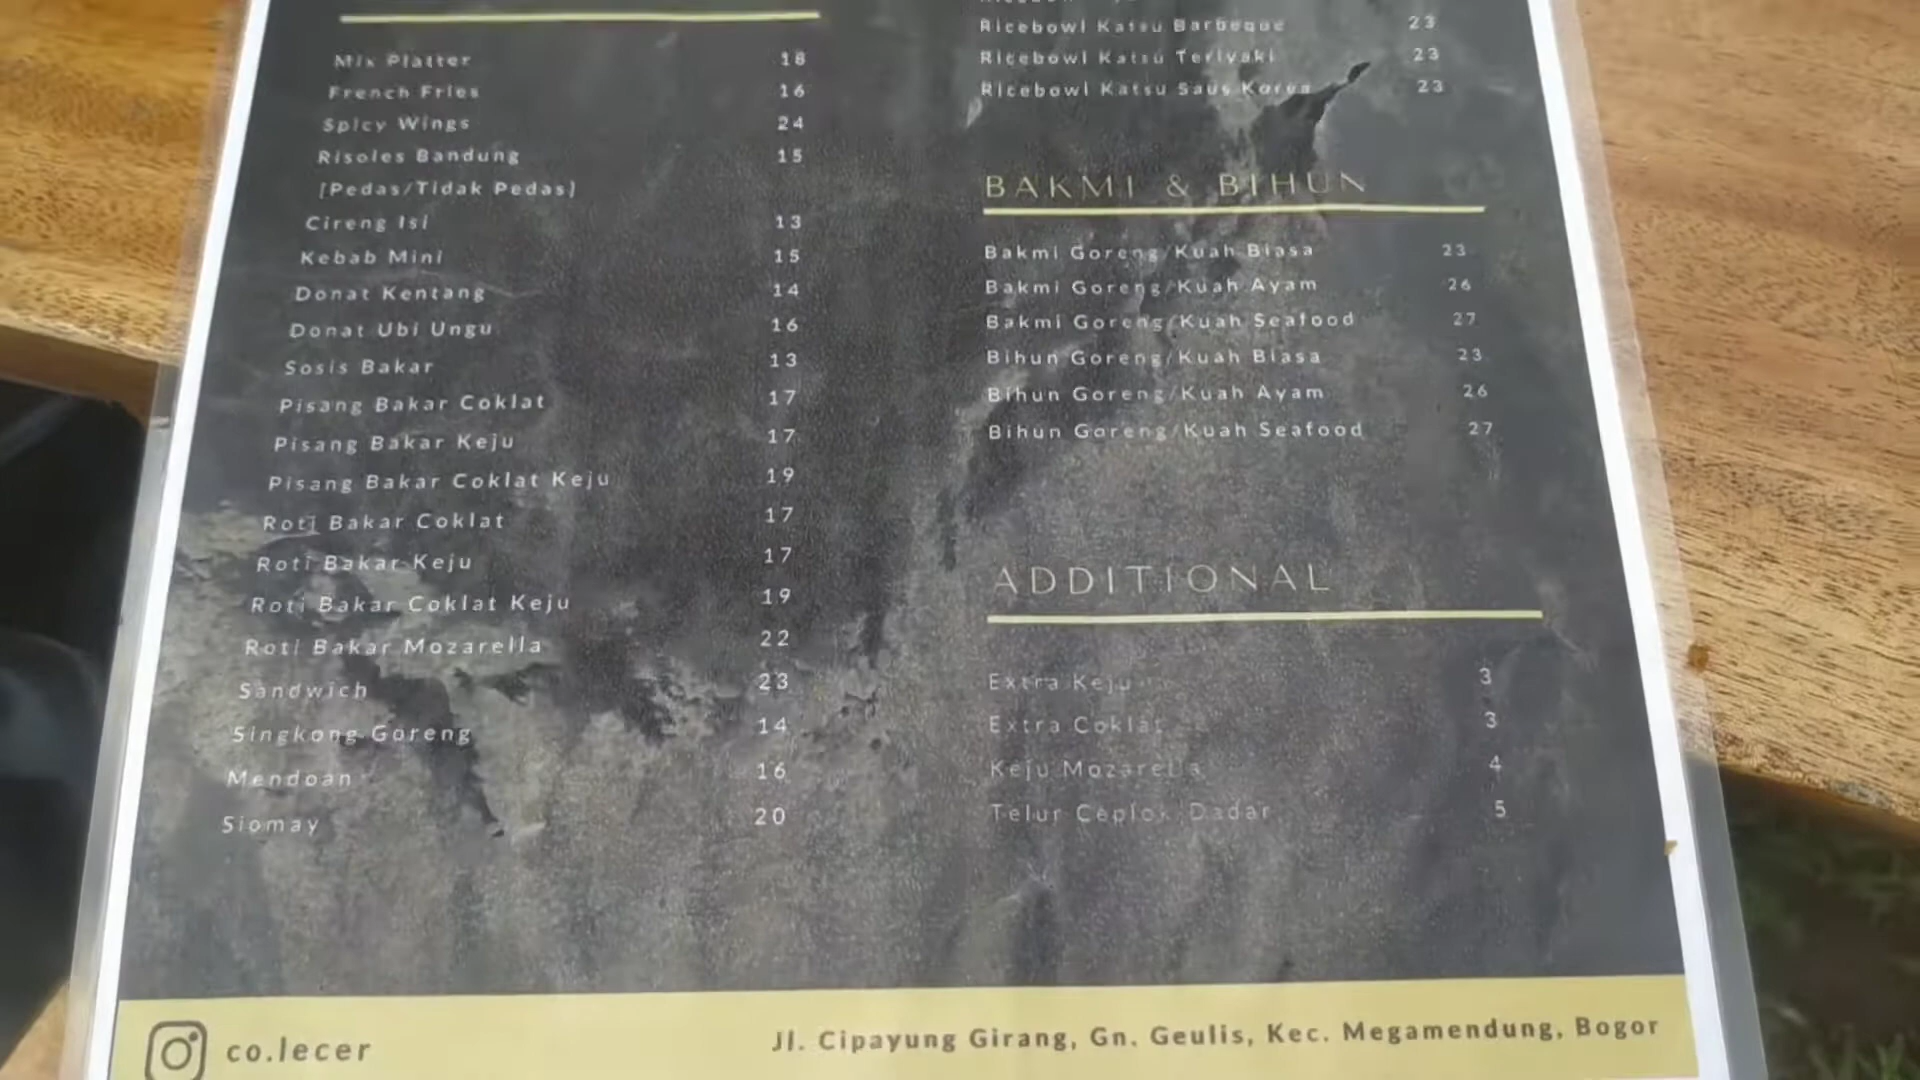 Mix Platter 18
French Fries 16
Spicy Wings 24
Risoles Bandung 15
[Pedas/Tidak Pedas]
Cireng Isi 13
Kebab Mini 15
Donat Kentang 14
Donat Ubi Ungu 16
Sosis Bakar 13
Pisang Bakar Coklat 17
Pisang Bakar Keju 17
Pisang Bakar Coklat Keju 19
Roti Bakar Coklat 17
Roti Bakar Keju 17
Roti Bakar Coklat Keju 19
Roti Bakar Mozarella 22
Sandwich 23
Singkong Goreng 14
Mendoan 16
Siomay 20
Ricebowl Katsu Barbeque 23
Ricebowl Katsu Teriyaki 23
Ricebowl Katsu Saus Korea 23
BAKMI & BIHUN
Bakmi Goreng/Kuah Biasa 23
Bakmi Goreng/Kuah Ayam 26
Bakmi Goreng/Kuah Seafood 27
Bihun Goreng/Kuah Biasa 23
Bihun Goreng/Kuah Ayam 26
Bihun Goreng/Kuah Seafood 27
ADDITIONAL
Extra Keju 3
Extra Coklat 3
Keju Mozarella 4
Telur Ceplok/Dadar 5
co.lecer
Jl. Cipayung Girang, Gn. Geulis, Kec. Megamendung, Bogor